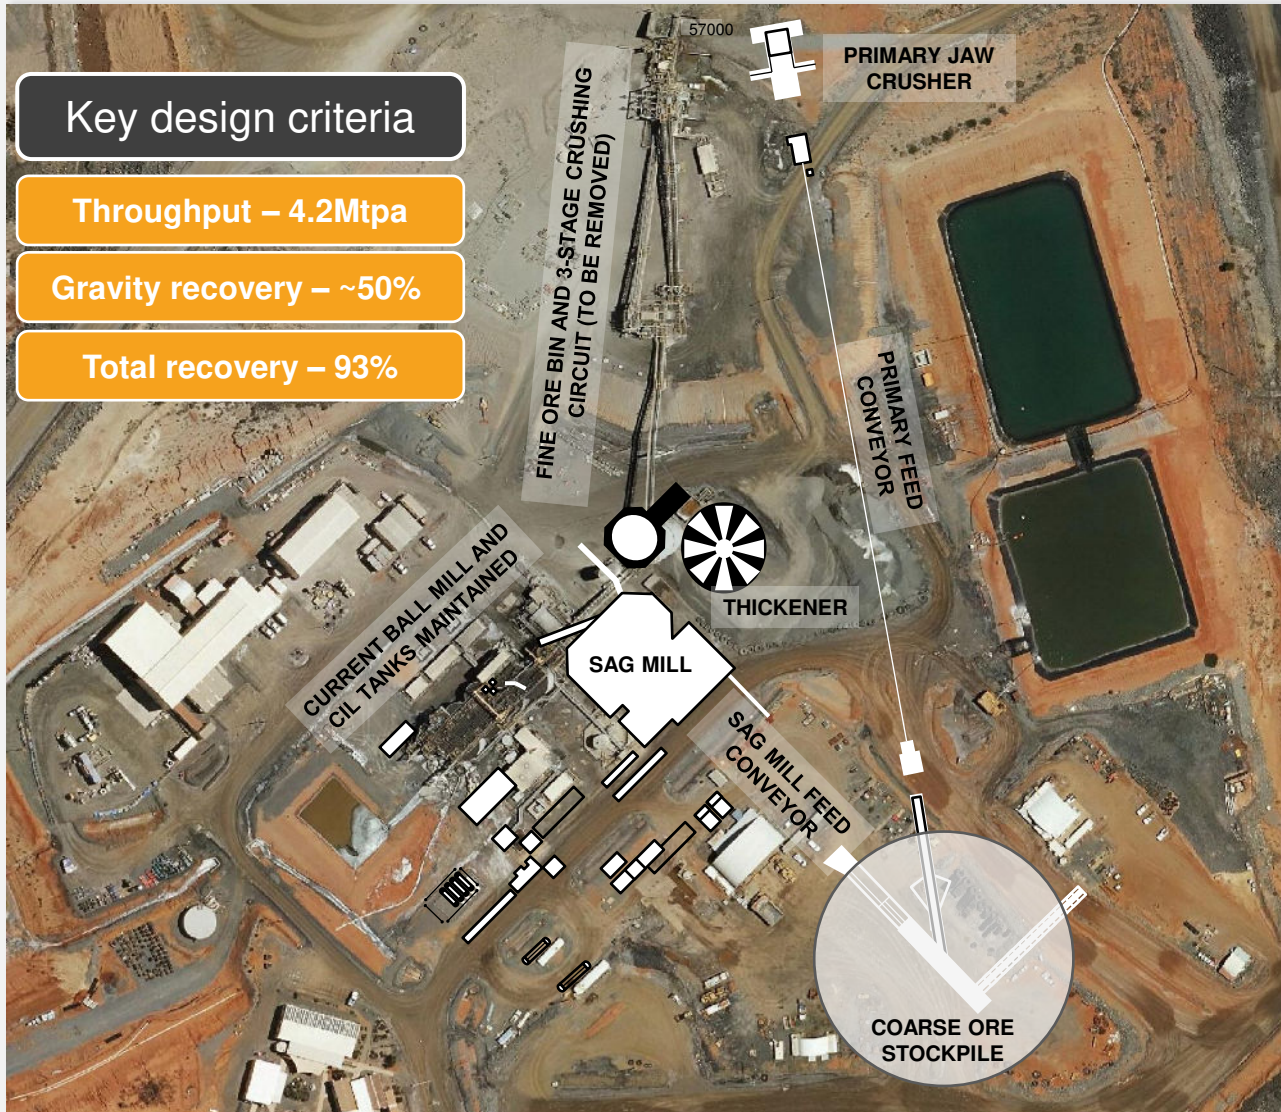 57000
PRIMARY JAW
CRUSHER
Key design criteria
Throughput – 4.2Mtpa
Gravity recovery – ~50%
Total recovery – 93%
FINE ORE BIN AND 3-STAGE CRUSHING
CIRCUIT (TO BE REMOVED)
PRIMARY FEED
CONVEYOR
CURRENT BALL MILL AND
CIL TANKS MAINTAINED
THICKENER
SAG MILL
SAG MILL FEED
CONVEYOR
COARSE ORE
STOCKPILE